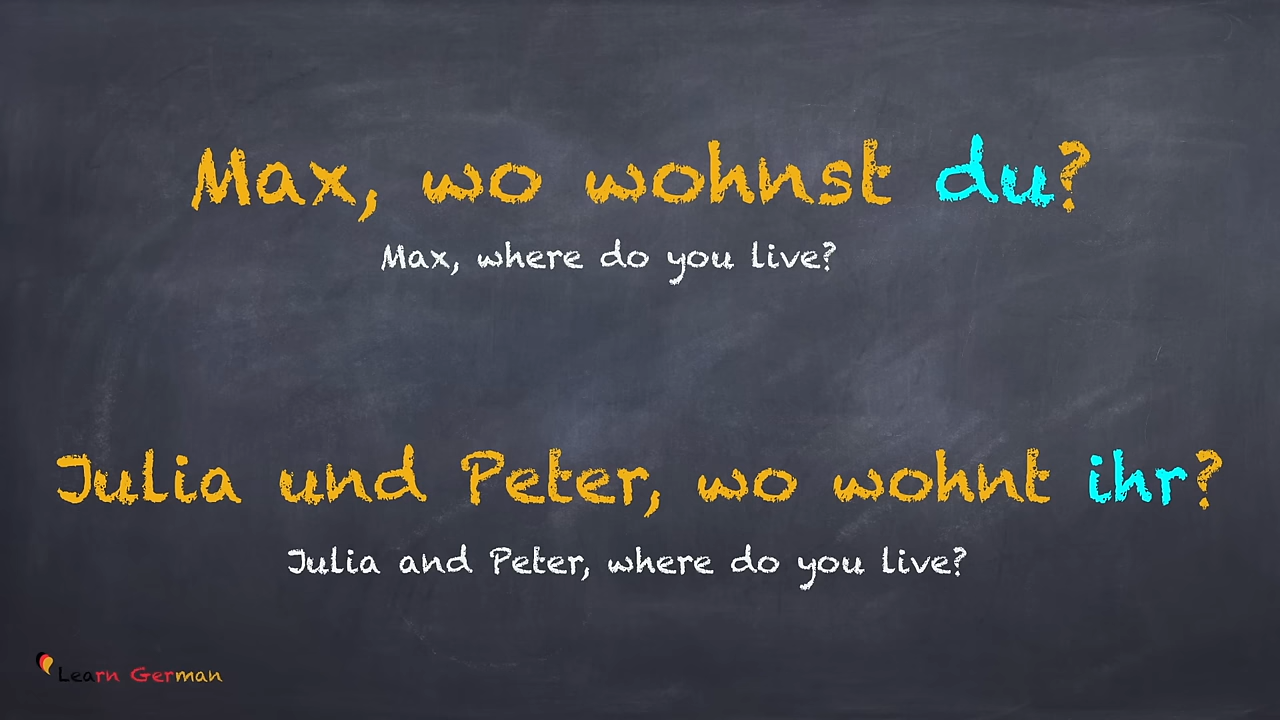 Max, wo wohnst du?
Max, where do you live?
Julia und Peter, wo wohnt ihr?
Julia and Peter, where do you live?
Learn German